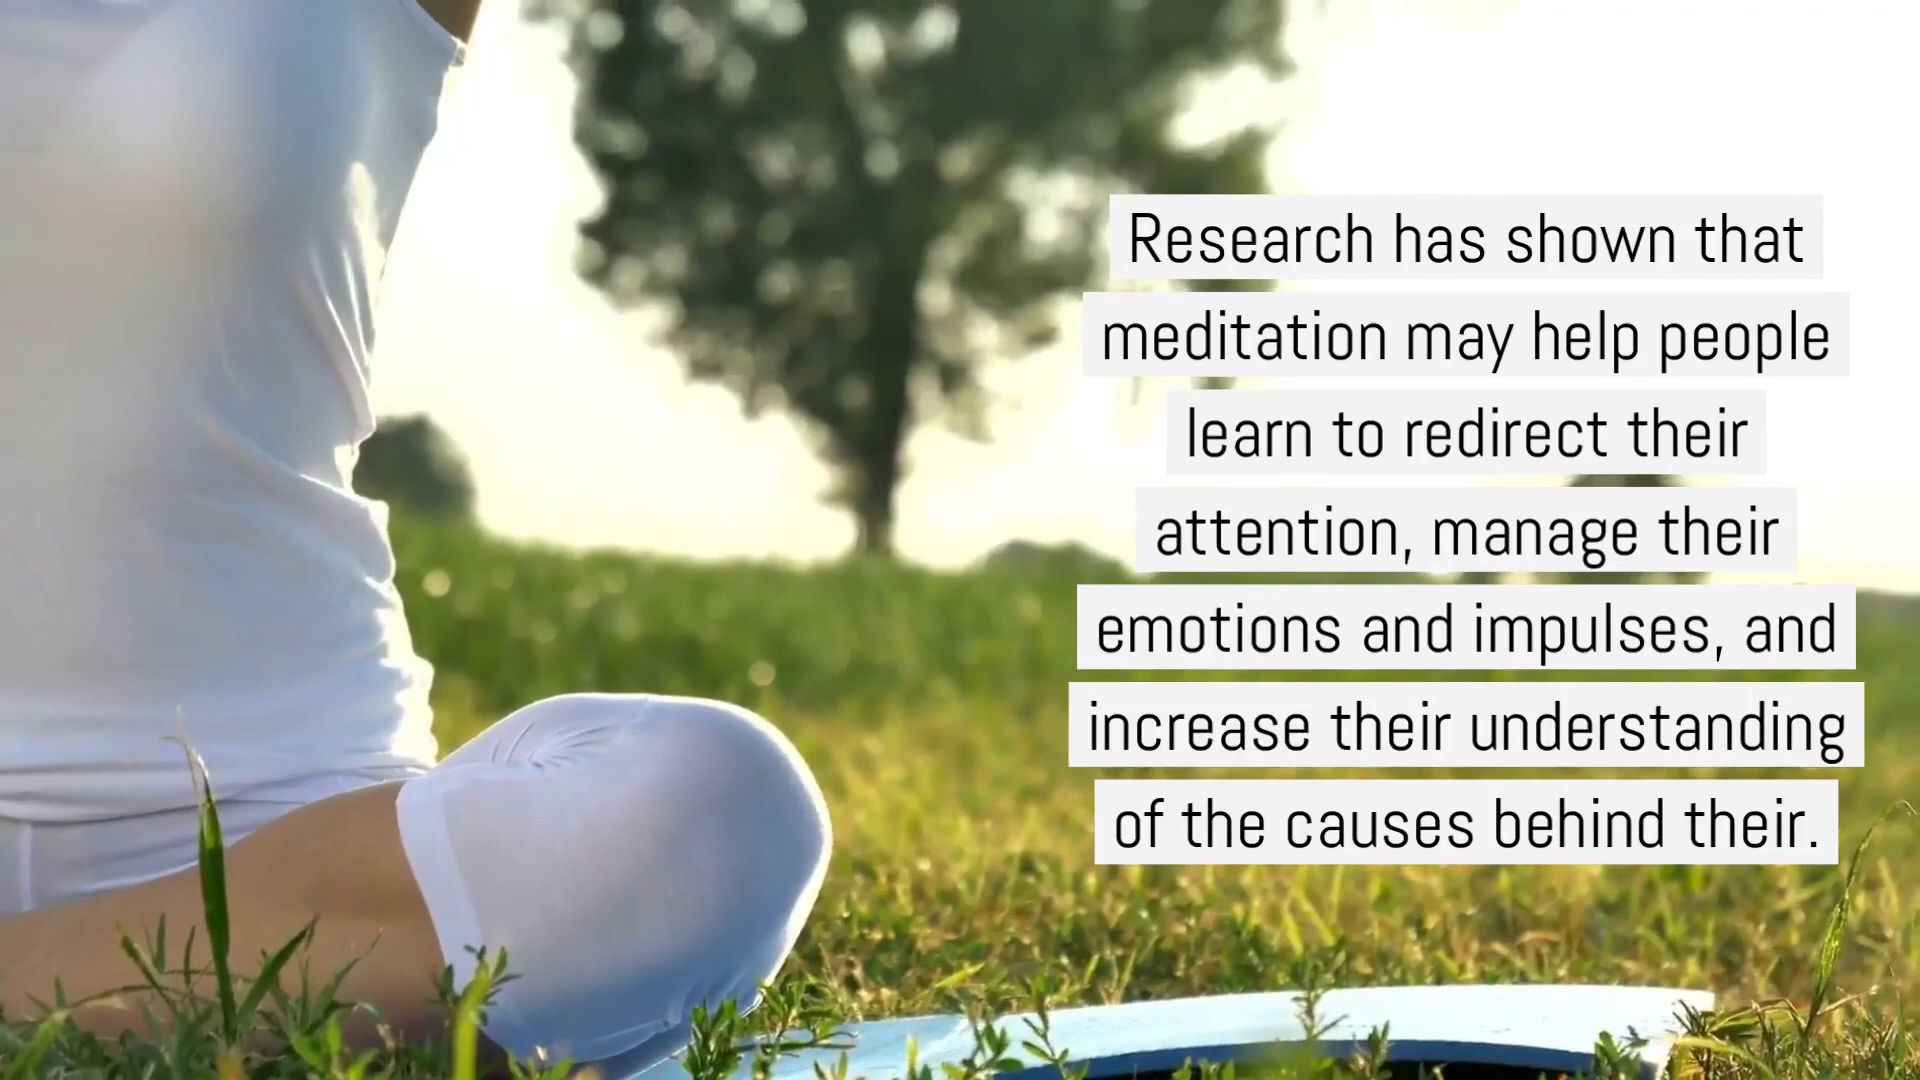 Research has shown that
meditation may help people
learn to redirect their
attention, manage their
emotions and impulses, and
increase their understanding
of the causes behind their.